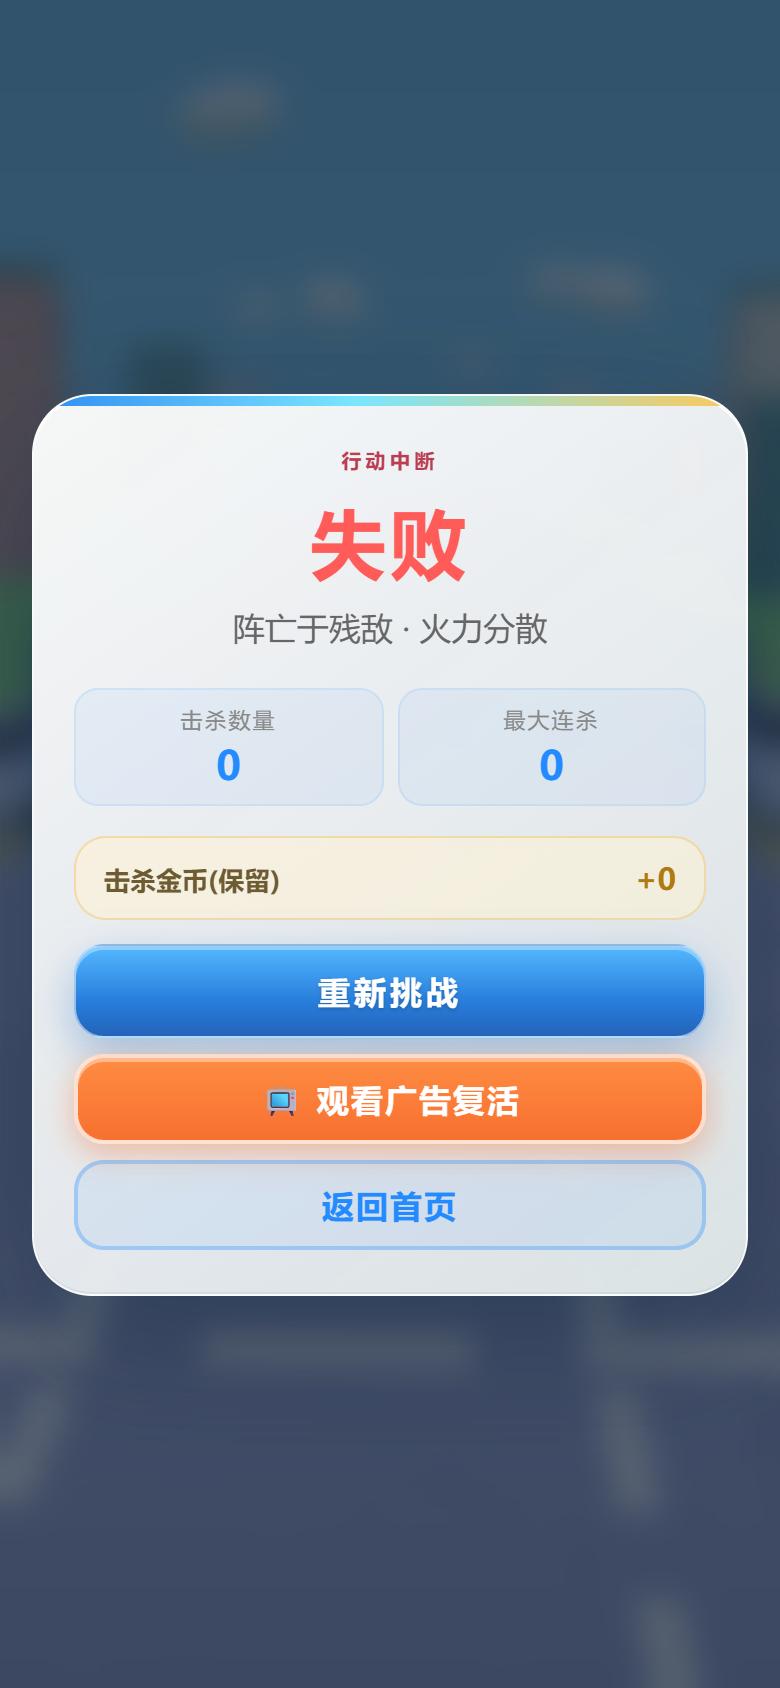 行动中断
失败
阵亡于残敌 · 火力分散
击杀数量
0
最大连杀
0
击杀金币(保留)
+0
重新挑战
观看广告复活
返回首页